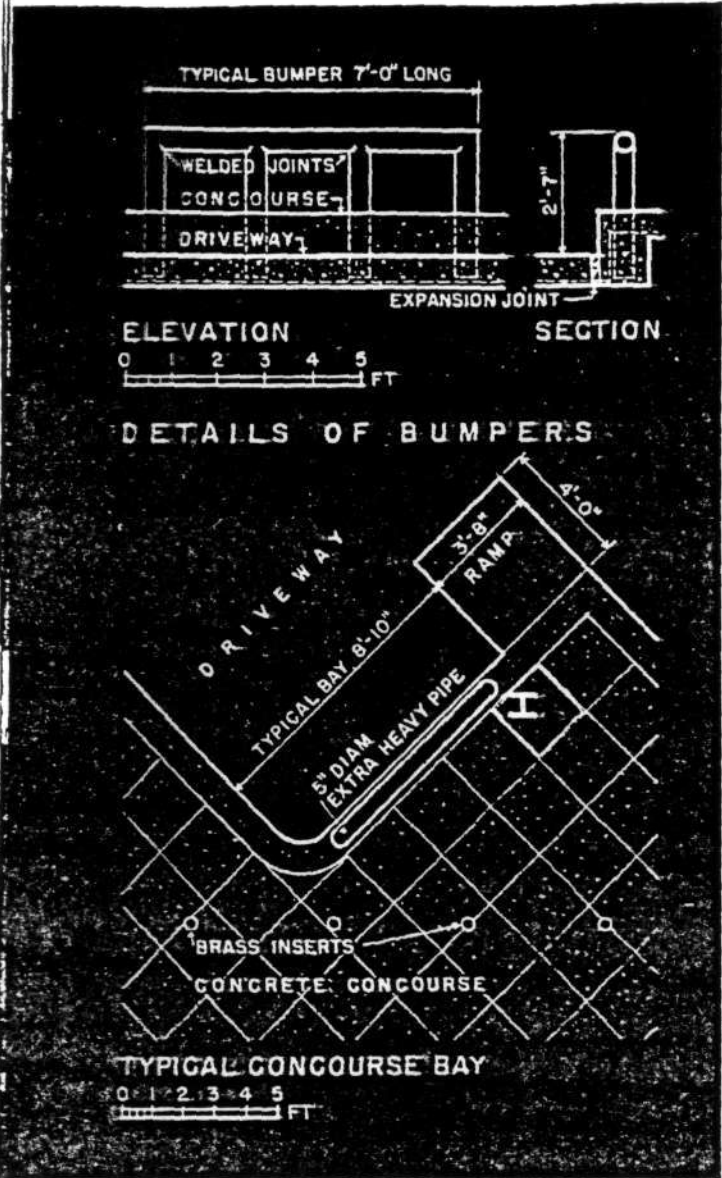 TYPICAL BUMPER 7'-0" LONG
WELDED JOINTS
CONCOURSE
DRIVEWAY
2'-7"
EXPANSION JOINT
ELEVATION
SECTION
0 1 2 3 4 5
FT
DETAILS OF BUMPERS
4'-0"
3'-8"
RAMP
DRIVEWAY
TYPICAL BAY 8'-10"
5" DIAM
EXTRA HEAVY PIPE
H
BRASS INSERTS
CONCRETE CONCOURSE
TYPICAL CONCOURSE BAY
0 1 2 3 4 5
FT